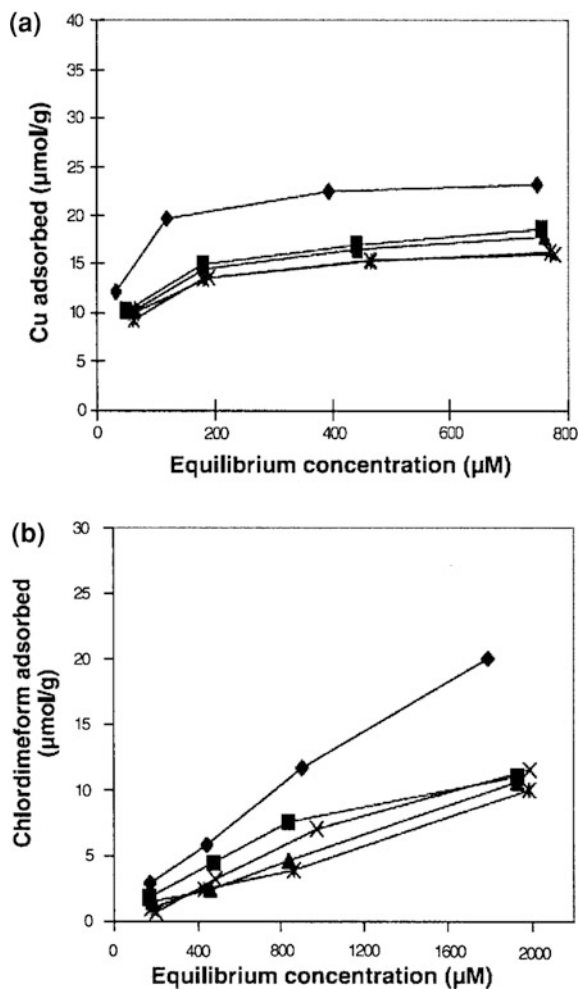 (a)
40
35
30
25
20
15
10
5
0
Cu adsorbed (µmol/g)
0 200 400 600 800
Equilibrium concentration (µM)
(b)
30
25
20
15
10
5
0
Chlordimeform adsorbed
(µmol/g)
0 400 800 1200 1600 2000
Equilibrium concentration (µM)